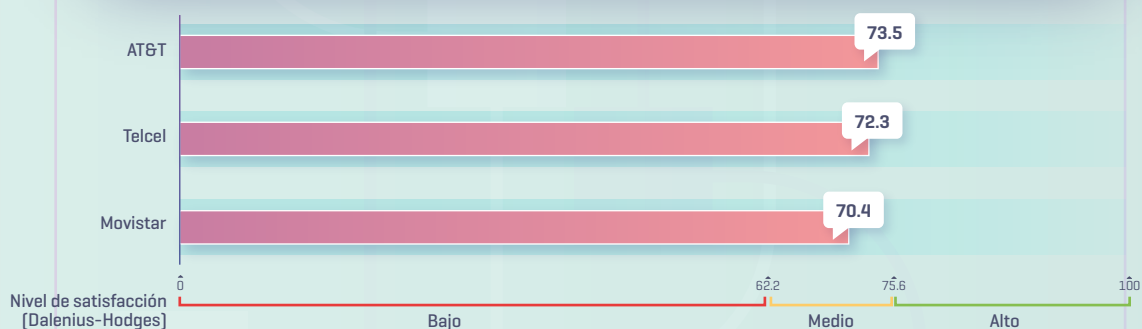 AT&T
73.5
Telcel
72.3
Movistar
70.4
0
62.2
75.6
100
Nivel de satisfacción
[Dalenius-Hodges]
Bajo
Medio
Alto